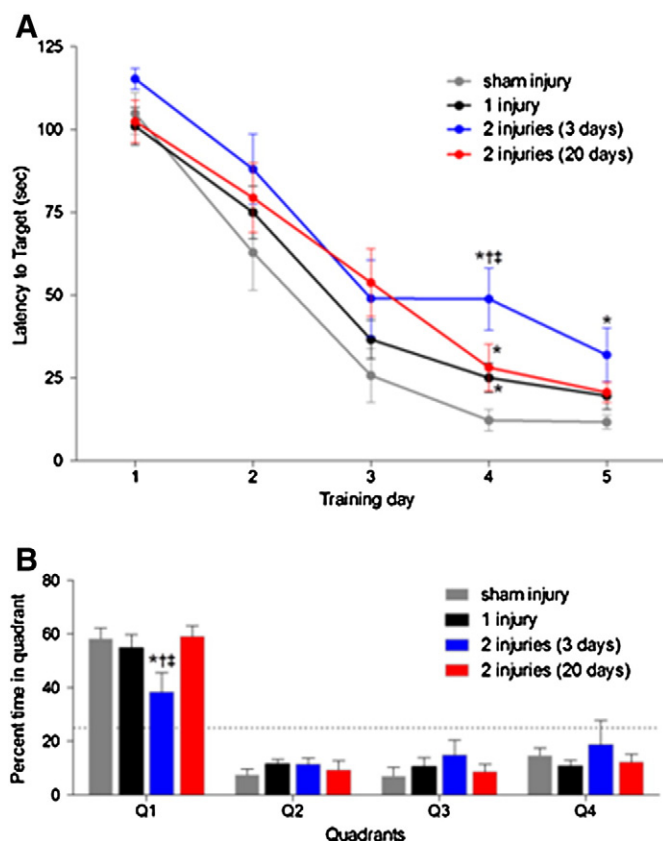 A
125
100
75
50
25
0
Latency to Target (sec)
sham injury
1 injury
2 injuries (3 days)
2 injuries (20 days)
*†‡
*
*
*
1 2 3 4 5
Training day
B
80
60
40
20
0
Percent time in quadrant
sham injury
1 injury
2 injuries (3 days)
2 injuries (20 days)
*†‡
Q1 Q2 Q3 Q4
Quadrants